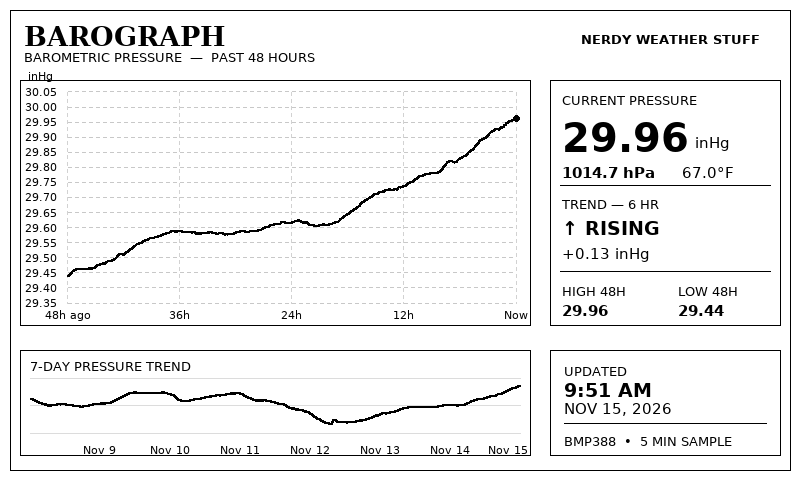 BAROGRAPH
BAROMETRIC PRESSURE — PAST 48 HOURS
NERDY WEATHER STUFF
inHg
30.05
30.00
29.95
29.90
29.85
29.80
29.75
29.70
29.65
29.60
29.55
29.50
29.45
29.40
29.35
48h ago 36h 24h 12h Now
CURRENT PRESSURE
29.96 inHg
1014.7 hPa 67.0°F
TREND — 6 HR
↑ RISING
+0.13 inHg
HIGH 48H LOW 48H
29.96 29.44
7-DAY PRESSURE TREND
Nov 9 Nov 10 Nov 11 Nov 12 Nov 13 Nov 14 Nov 15
UPDATED
9:51 AM
NOV 15, 2026
BMP388 • 5 MIN SAMPLE